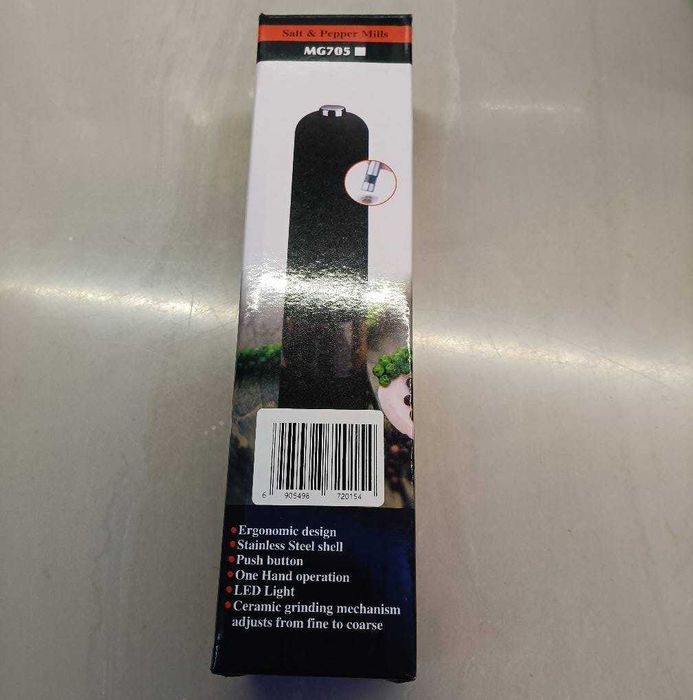 Salt & Pepper Mills
MG705
6 905496 720154
Ergonomic design
Stainless Steel shell
Push button
One Hand operation
LED Light
Ceramic grinding mechanism
adjusts from fine to coarse